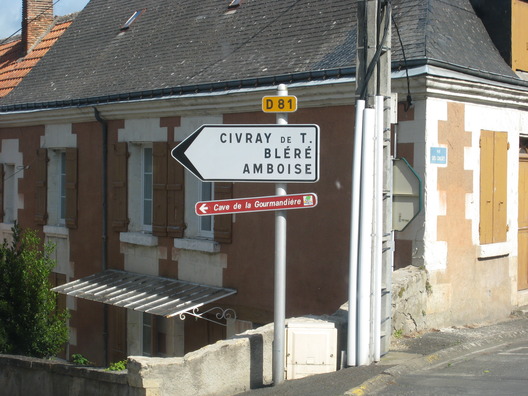 D 81
CIVRAY DE T.
BLÉRÉ
AMBOISE
Cave de la Gourmandière